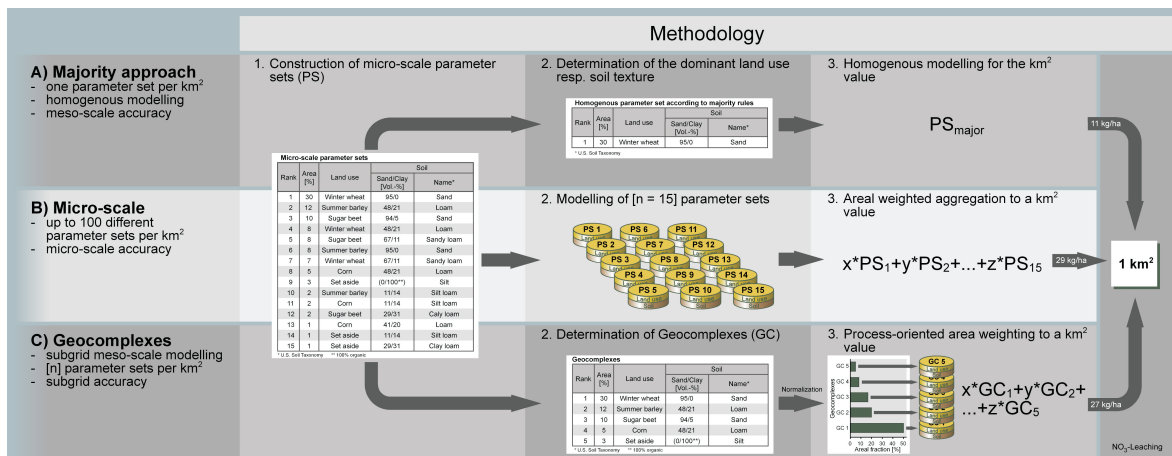 Methodology
A) Majority approach
- one parameter set per km²
- homogenous modelling
- meso-scale accuracy
1. Construction of micro-scale parameter
sets (PS)
2. Determination of the dominant land use
resp. soil texture
3. Homogenous modelling for the km²
value
Homogenous parameter set according to majority rules
Rank Area [%] Land use Soil
Sand/Clay [Vol.-%] Name*
1 30 Winter wheat 95/0 Sand
* U.S. Soil Taxonomy
PSmajor
11 kg/ha
Micro-scale parameter sets
Rank Area [%] Land use Soil
Sand/Clay [Vol.-%] Name*
1 30 Winter wheat 95/0 Sand
2 12 Summer barley 48/21 Loam
3 10 Sugar beet 94/5 Sand
4 8 Winter wheat 48/21 Loam
5 8 Sugar beet 67/11 Sandy loam
6 8 Summer barley 95/0 Sand
7 7 Winter wheat 67/11 Sandy loam
8 5 Corn 48/21 Loam
9 3 Set aside (0/100**) Silt
10 2 Summer barley 11/14 Silt loam
11 2 Corn 11/14 Silt loam
12 2 Sugar beet 29/31 Caly loam
13 1 Corn 41/20 Loam
14 1 Set aside 11/14 Silt loam
15 1 Set aside 29/31 Clay loam
* U.S. Soil Taxonomy ** 100% organic
B) Micro-scale
- up to 100 different
parameter sets per km²
- micro-scale accuracy
2. Modelling of [n = 15] parameter sets
PS 1 PS 6 PS 11
PS 2 PS 7 PS 12
PS 3 PS 8 PS 13
PS 4 PS 9 PS 14
PS 5 PS 10 PS 15
Land use Land use Land use
Soil Soil Soil
3. Areal weighted aggregation to a km²
value
x*PS₁+y*PS₂+...+z*PS₁₅
29 kg/ha
1 km²
C) Geocomplexes
- subgrid meso-scale modelling
- [n] parameter sets per km²
- subgrid accuracy
2. Determination of Geocomplexes (GC)
Geocomplexes
Rank Area [%] Land use Soil
Sand/Clay [Vol.-%] Name*
1 30 Winter wheat 95/0 Sand
2 12 Summer barley 48/21 Loam
3 10 Sugar beet 94/5 Sand
4 5 Corn 48/21 Loam
5 3 Set aside (0/100**) Silt
* U.S. Soil Taxonomy ** 100% organic
Normalization
3. Process-oriented area weighting to a km²
value
Geocomplexes
GC 5
GC 4
GC 3
GC 2
GC 1
0 10 20 30 40 50
Areal fraction [%]
GC 5
Land use
Soil
x*GC₁+y*GC₂+
...+z*GC₅
27 kg/ha
NO₃-Leaching